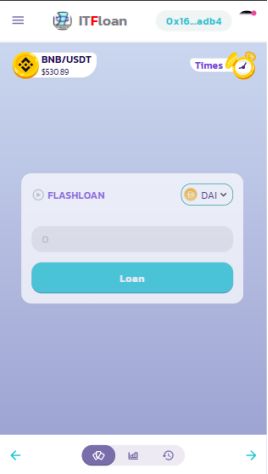 ITFloan
0x16...adb4
BNB/USDT
$530.89
Times
FLASHLOAN
DAI
0
Loan